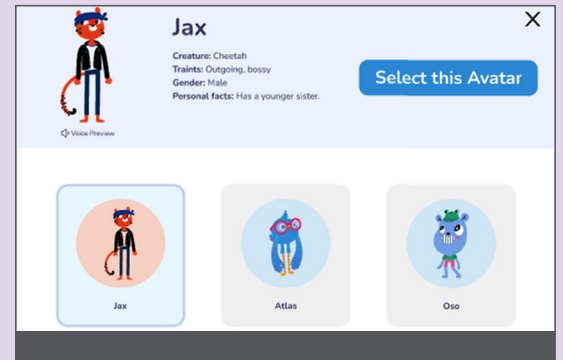 Jax
Creature: Cheetah
Traints: Outgoing, bossy
Gender: Male
Personal facts: Has a younger sister.
Select this Avatar
Voice Preview
Jax
Atlas
Oso